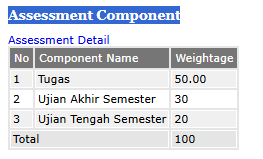 Assessment Component
Assessment Detail
No Component Name Weightage
1 Tugas 50.00
2 Ujian Akhir Semester 30
3 Ujian Tengah Semester 20
Total 100